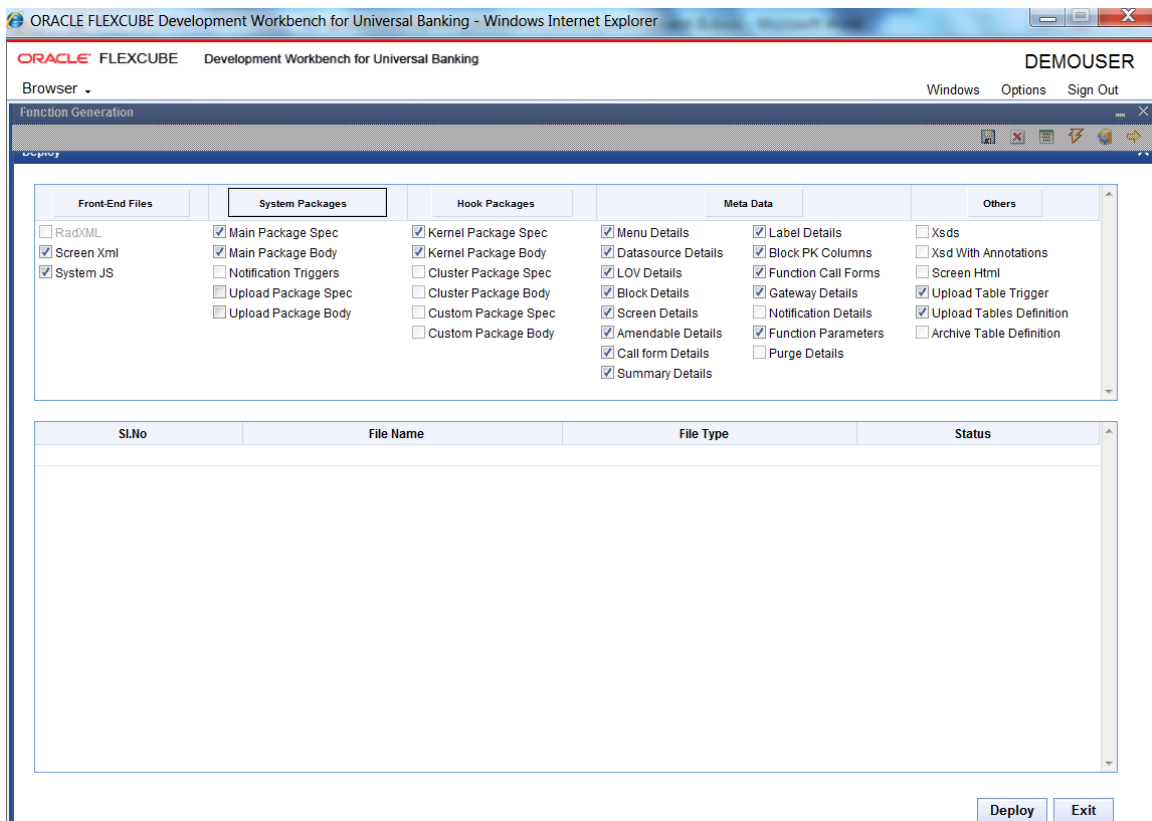 ORACLE FLEXCUBE Development Workbench for Universal Banking - Windows Internet Explorer
ORACLE FLEXCUBE Development Workbench for Universal Banking DEMOUSER
Browser Windows Options Sign Out
Function Generation
Deploy
Front-End Files System Packages Hook Packages Meta Data Others
RadXML Main Package Spec Kernel Package Spec Menu Details Label Details Xsds
Screen Xml Main Package Body Kernel Package Body Datasource Details Block PK Columns Xsd With Annotations
System JS Notification Triggers Cluster Package Spec LOV Details Function Call Forms Screen Html
Upload Package Spec Cluster Package Body Block Details Gateway Details Upload Table Trigger
Upload Package Body Custom Package Spec Screen Details Notification Details Upload Tables Definition
Custom Package Body Amendable Details Function Parameters Archive Table Definition
Call form Details Purge Details
Summary Details
Sl.No File Name File Type Status
Deploy Exit